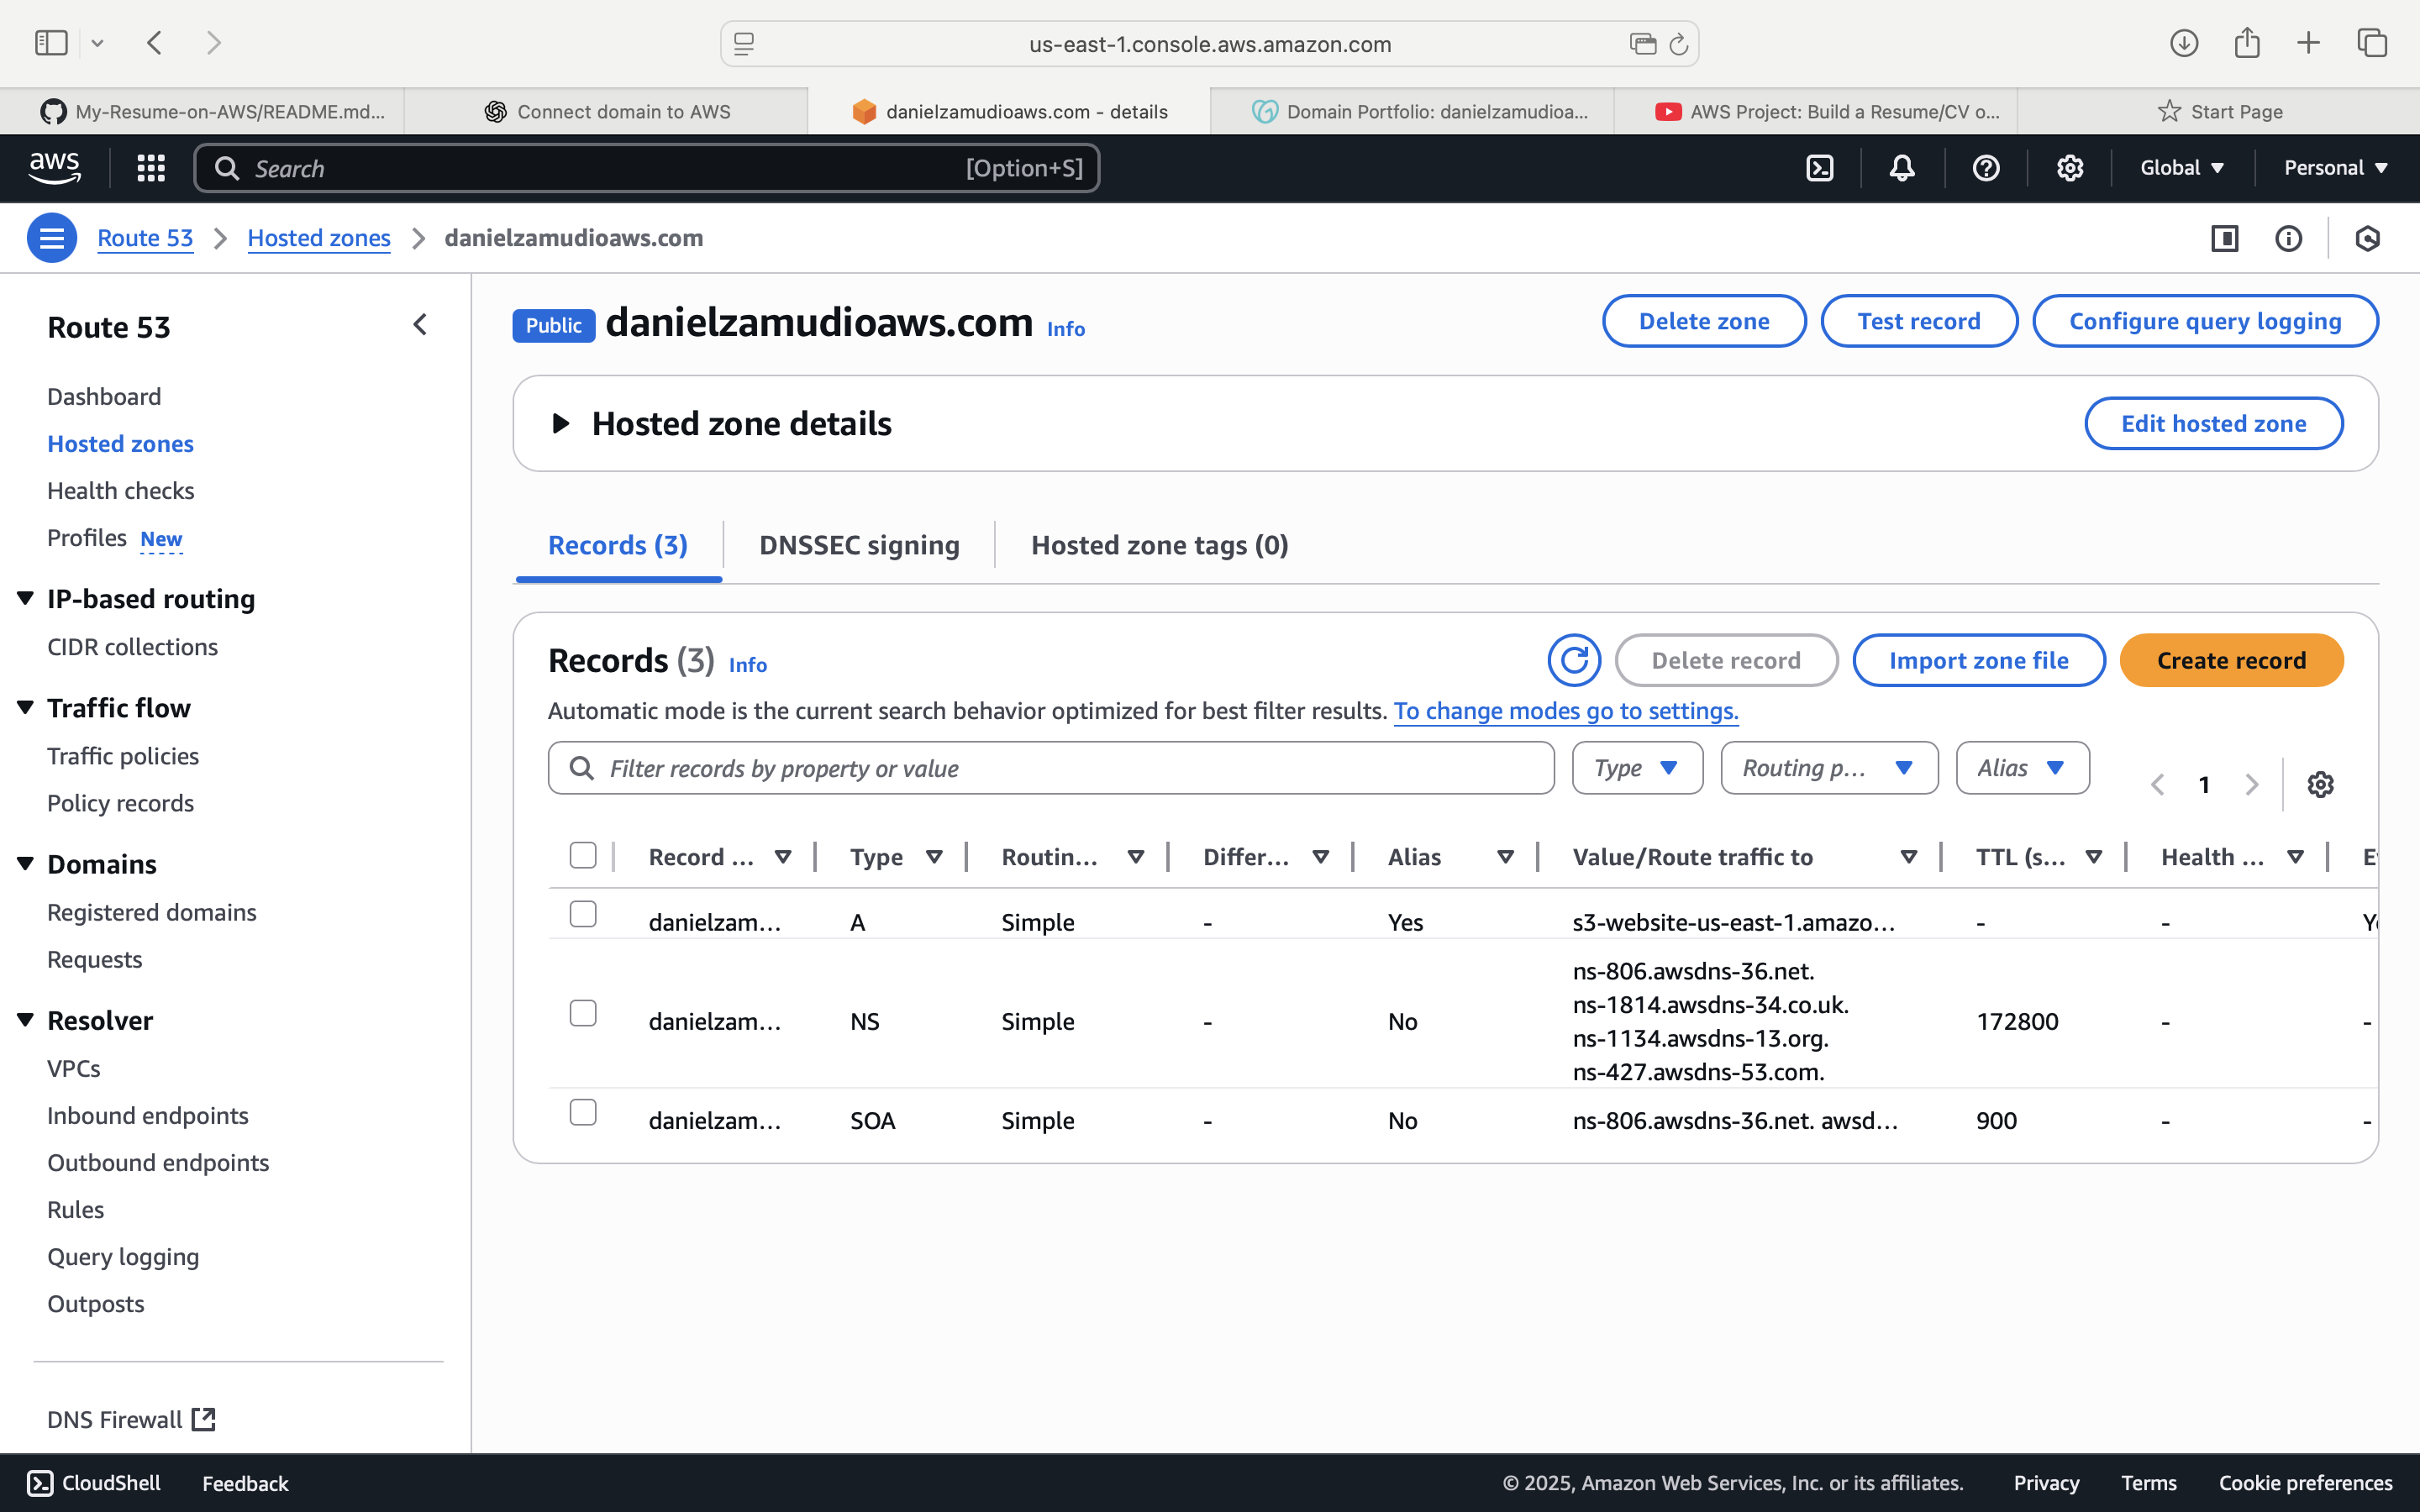 us-east-1.console.aws.amazon.com
My-Resume-on-AWS/README.md...
Connect domain to AWS
danielzamudioaws.com - details
Domain Portfolio: danielzamudioa...
AWS Project: Build a Resume/CV o...
Start Page
aws
Search
[Option+S]
Global
Personal
Route 53
Hosted zones
danielzamudioaws.com
Route 53
Dashboard
Hosted zones
Health checks
Profiles New
IP-based routing
CIDR collections
Traffic flow
Traffic policies
Policy records
Domains
Registered domains
Requests
Resolver
VPCs
Inbound endpoints
Outbound endpoints
Rules
Query logging
Outposts
DNS Firewall
Public danielzamudioaws.com Info
Delete zone
Test record
Configure query logging
Hosted zone details
Edit hosted zone
Records (3)
DNSSEC signing
Hosted zone tags (0)
Records (3) Info
Delete record
Import zone file
Create record
Automatic mode is the current search behavior optimized for best filter results. To change modes go to settings.
Filter records by property or value
Type
Routing p...
Alias
1
Record ... Type Routin... Differ... Alias Value/Route traffic to TTL (s... Health ...
danielzam... A Simple - Yes s3-website-us-east-1.amazo... - -
danielzam... NS Simple - No ns-806.awsdns-36.net.
ns-1814.awsdns-34.co.uk.
ns-1134.awsdns-13.org.
ns-427.awsdns-53.com.
172800 - -
danielzam... SOA Simple - No ns-806.awsdns-36.net. awsd... 900 - -
CloudShell
Feedback
© 2025, Amazon Web Services, Inc. or its affiliates.
Privacy
Terms
Cookie preferences